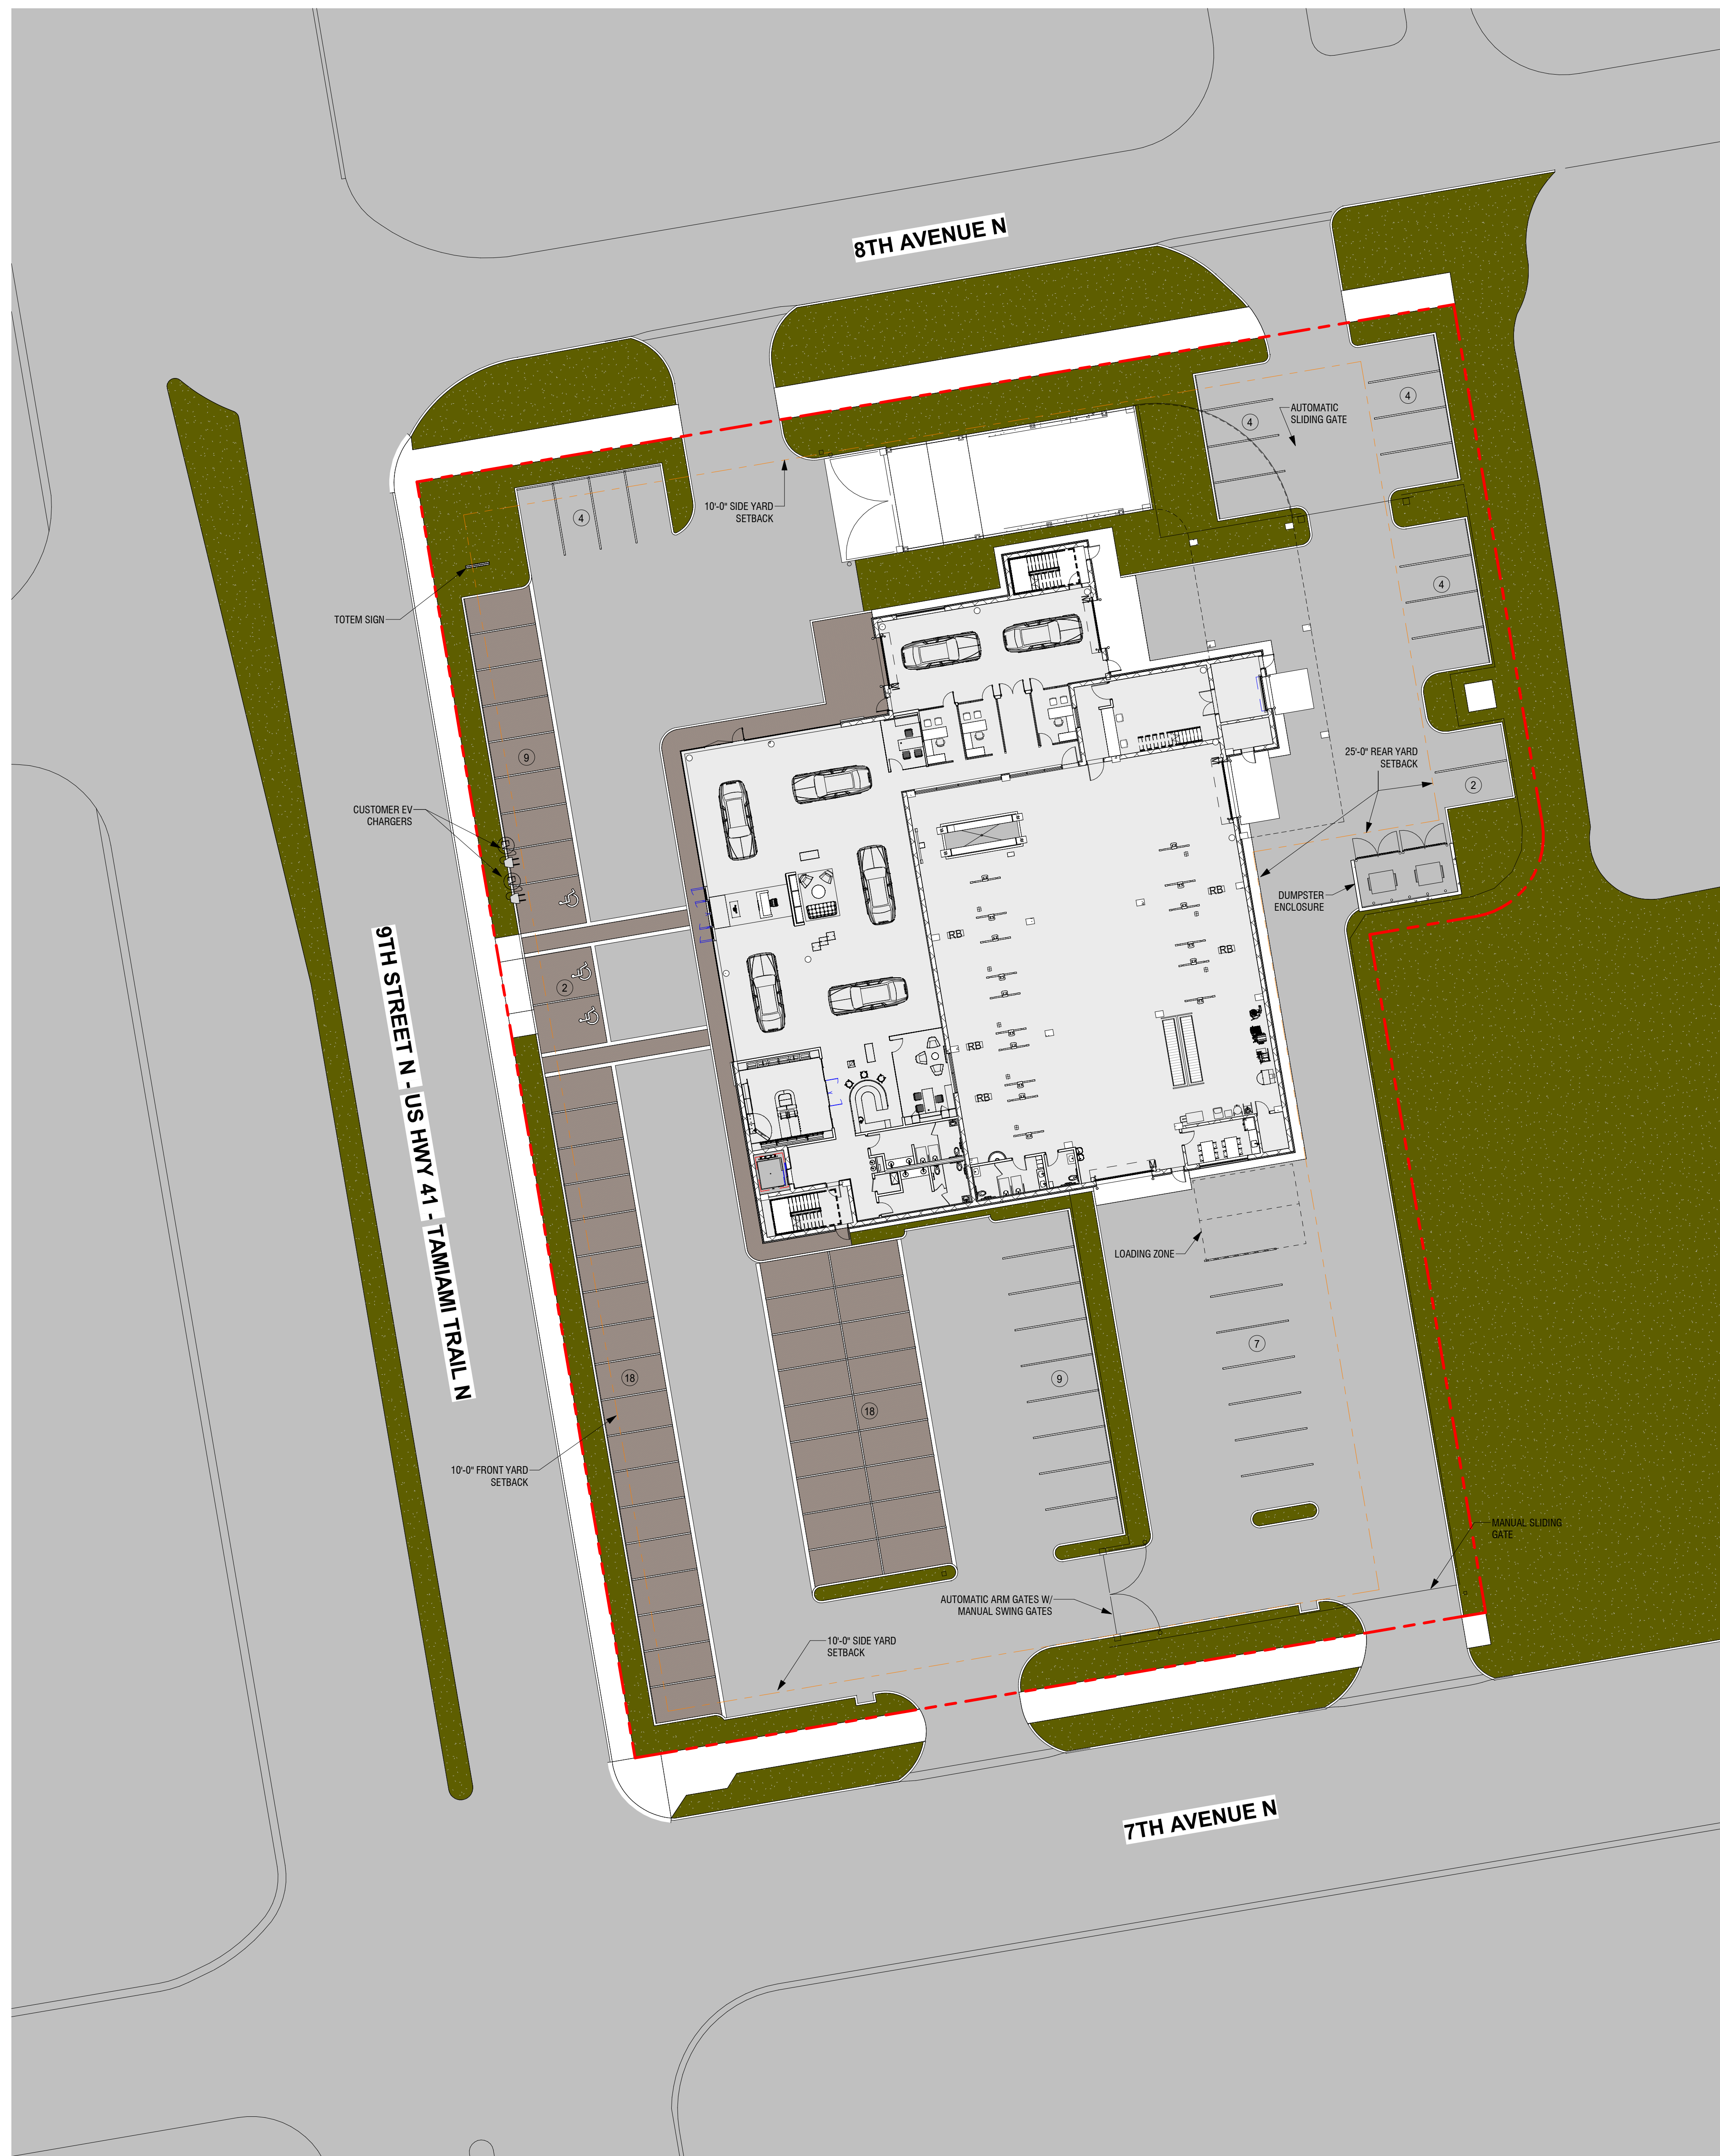 8TH AVENUE N
4
4
AUTOMATIC
SLIDING GATE
10'-0" SIDE YARD
SETBACK
4
4
TOTEM SIGN
9
25'-0" REAR YARD
SETBACK
2
CUSTOMER EV
CHARGERS
DUMPSTER
ENCLOSURE
RB
RB
RB
RB
RB
2
9TH STREET N - US HWY 41 - TAMIAMI TRAIL N
LOADING ZONE
7
18
9
18
10'-0" FRONT YARD
SETBACK
MANUAL SLIDING
GATE
AUTOMATIC ARM GATES W/
MANUAL SWING GATES
10'-0" SIDE YARD
SETBACK
7TH AVENUE N